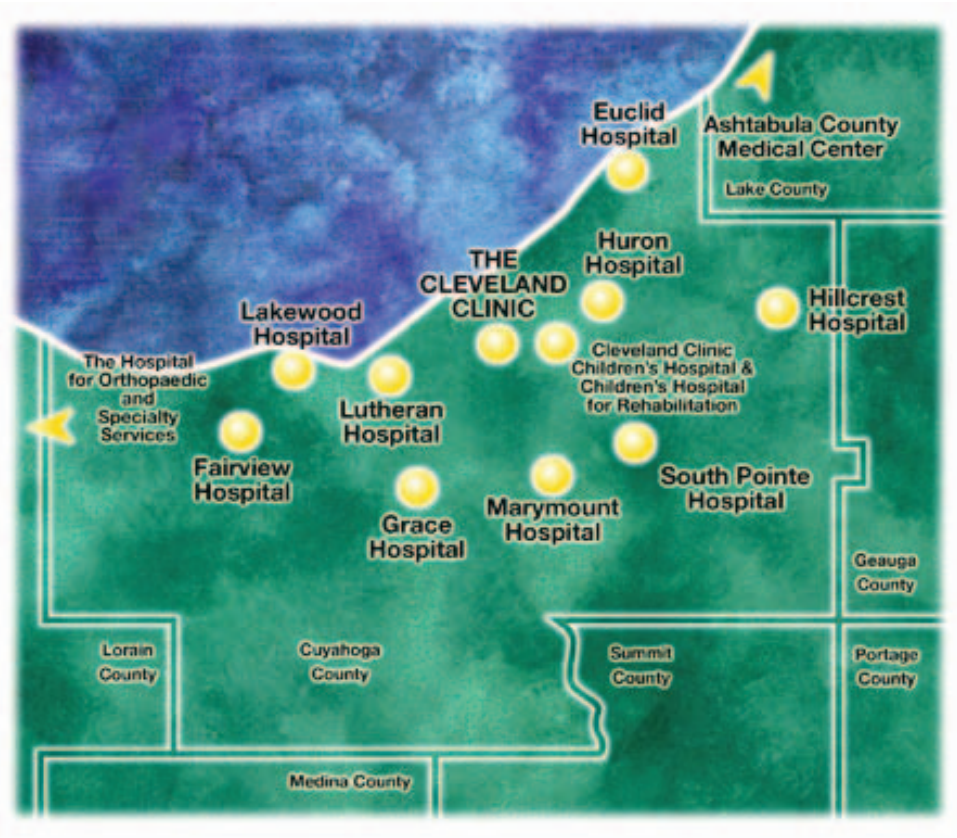 Euclid
Hospital
Ashtabula County
Medical Center
Lake County
Huron
Hospital
THE
CLEVELAND
CLINIC
Hillcrest
Hospital
Lakewood
Hospital
Cleveland Clinic
Children's Hospital &
Children's Hospital
for Rehabilitation
The Hospital
for Orthopaedic
and
Specialty
Services
Lutheran
Hospital
Fairview
Hospital
South Pointe
Hospital
Marymount
Hospital
Grace
Hospital
Geauga
County
Lorain
County
Cuyahoga
County
Summit
County
Portage
County
Medina County